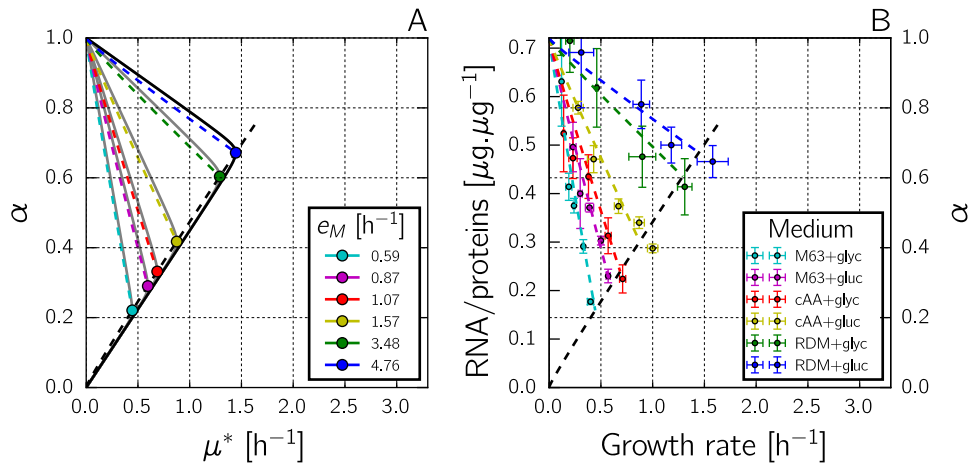 A
α
1.0
0.8
0.6
0.4
0.2
0.0
0.0 0.5 1.0 1.5 2.0 2.5 3.0
μ* [h⁻¹]
e_M [h⁻¹]
0.59
0.87
1.07
1.57
3.48
4.76
B
RNA/proteins [μg.μg⁻¹]
0.7
0.6
0.5
0.4
0.3
0.2
0.1
0.0 0.5 1.0 1.5 2.0 2.5 3.0
Growth rate [h⁻¹]
Medium
M63+glyc
M63+gluc
cAA+glyc
cAA+gluc
RDM+glyc
RDM+gluc
1.0
0.8
0.6
0.4
0.2
0.0
α